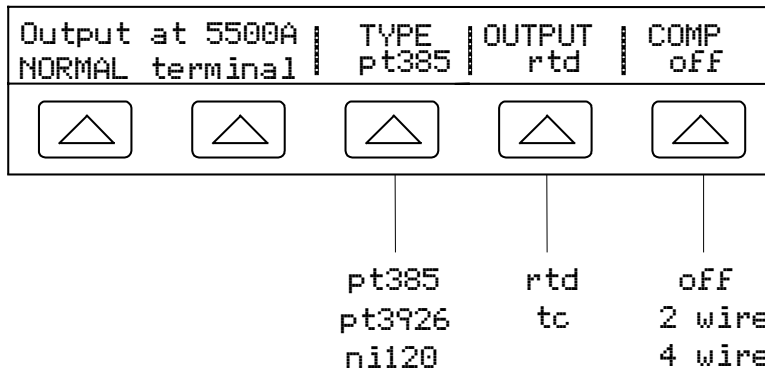 Output at 5500A TYPE OUTPUT COMP
NORMAL terminal pt385 rtd off
pt385 rtd off
pt3926 tc 2 wire
ni120 4 wire